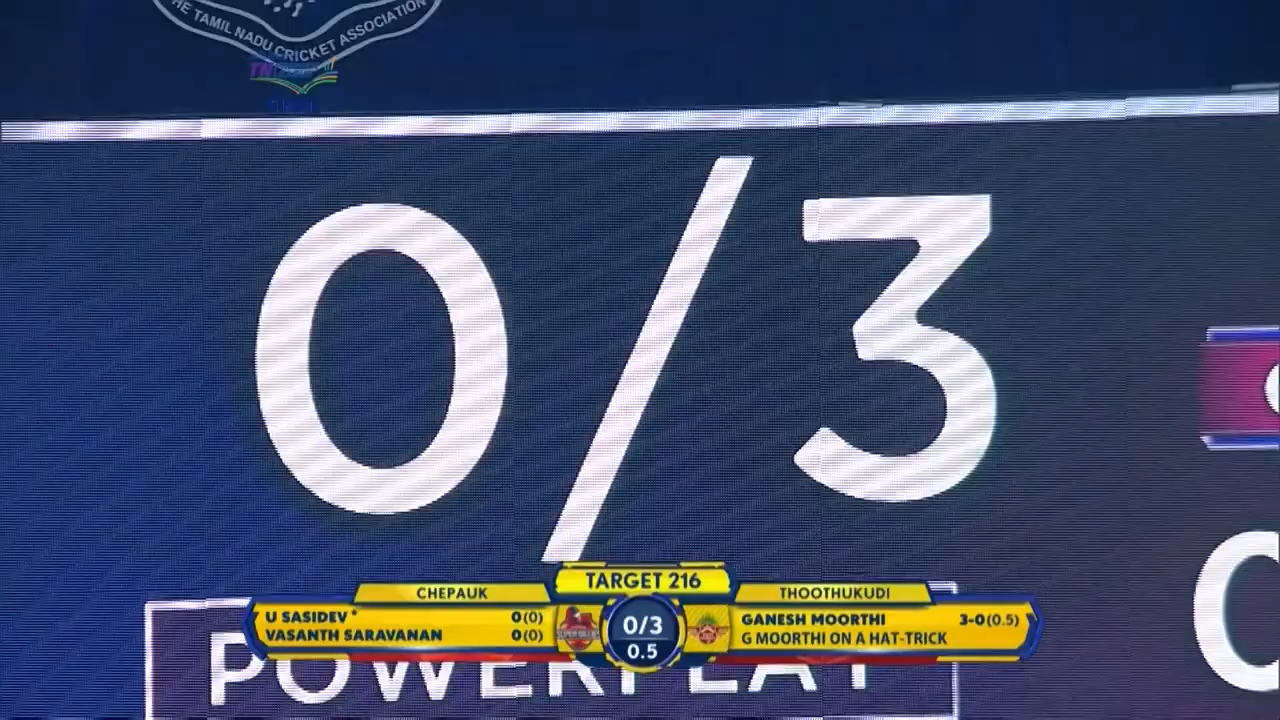 THE TAMIL NADU CRICKET ASSOCIATION
0/3
TARGET 216
CHEPAUK
THOOTHUKUDI
U SASIDEV* 0(0)
VASANTH SARAVANAN 0(0)
0/3
0.5
GANESH MOORTHI 3-0(0.5)
G MOORTHI ON A HAT-TRICK
POWERPLAY